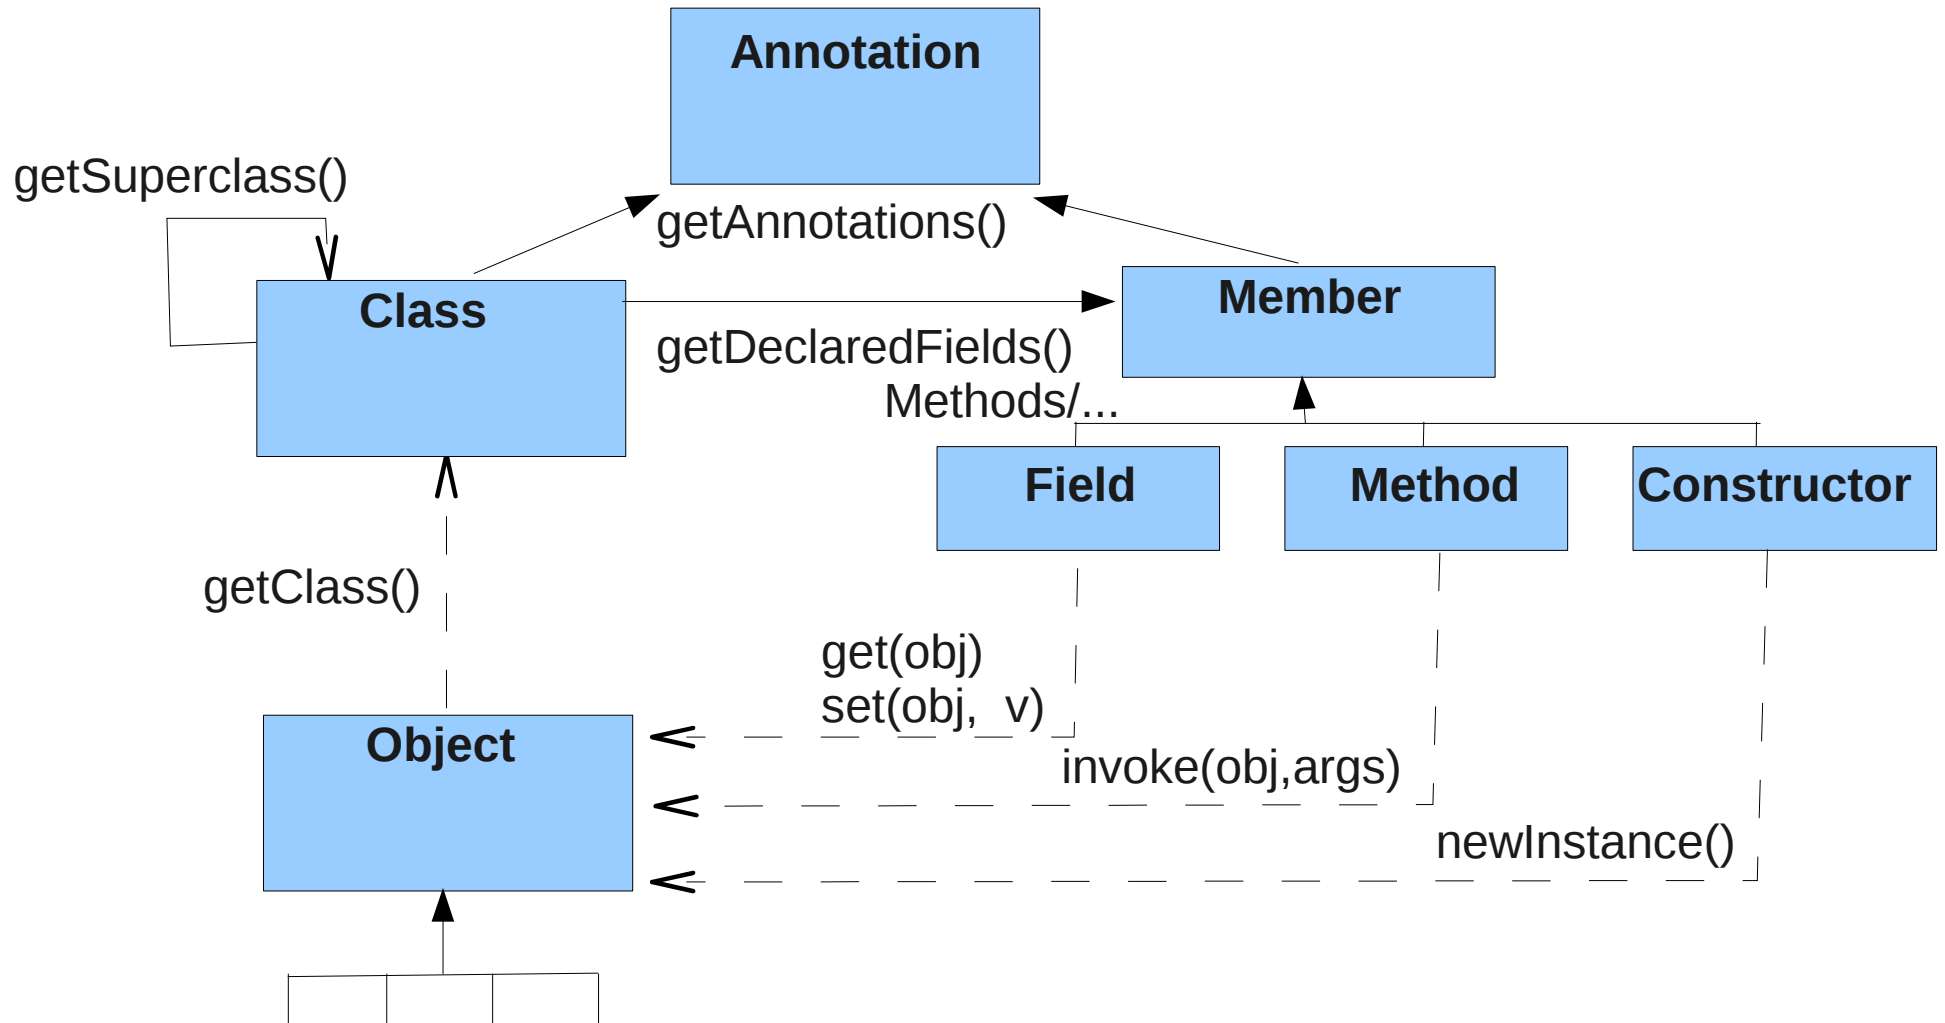 Annotation
getSuperclass()
getAnnotations()
Class
Member
getDeclaredFields()
Methods/...
Field
Method
Constructor
getClass()
get(obj)
set(obj,  v)
Object
invoke(obj,args)
newInstance()